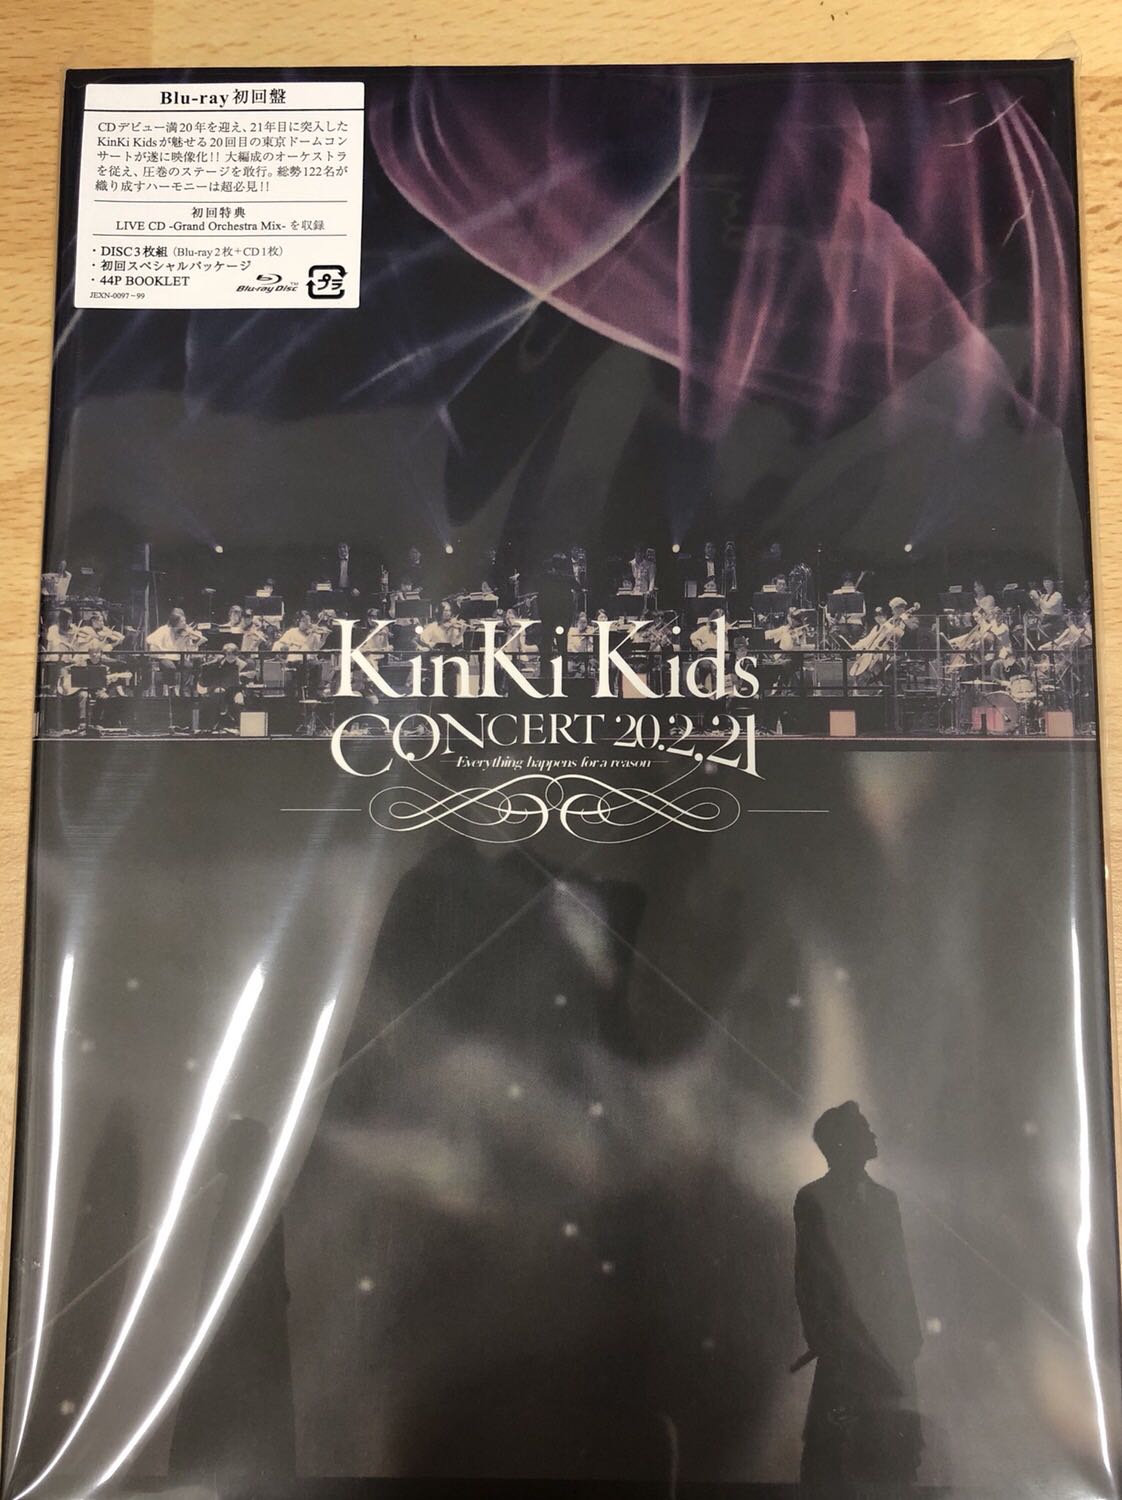 Blu-ray初回盤
CDデビュー満20年を迎え、21年目に突入した
KinKi Kidsが魅せる20回目の東京ドームコン
サートが遂に映像化!! 大編成のオーケストラ
を従え、圧巻のステージを敢行。総勢122名が
織り成すハーモニーは超必見!!
初回特典
LIVE CD -Grand Orchestra Mix- を収録
・DISC3枚組（Blu-ray2枚+CD1枚）
・初回スペシャルパッケージ
・44P BOOKLET
JEXN-0097〜99
Blu-ray Disc™
プラ
KinKi Kids
CONCERT 20.2.21
—Everything happens for a reason—